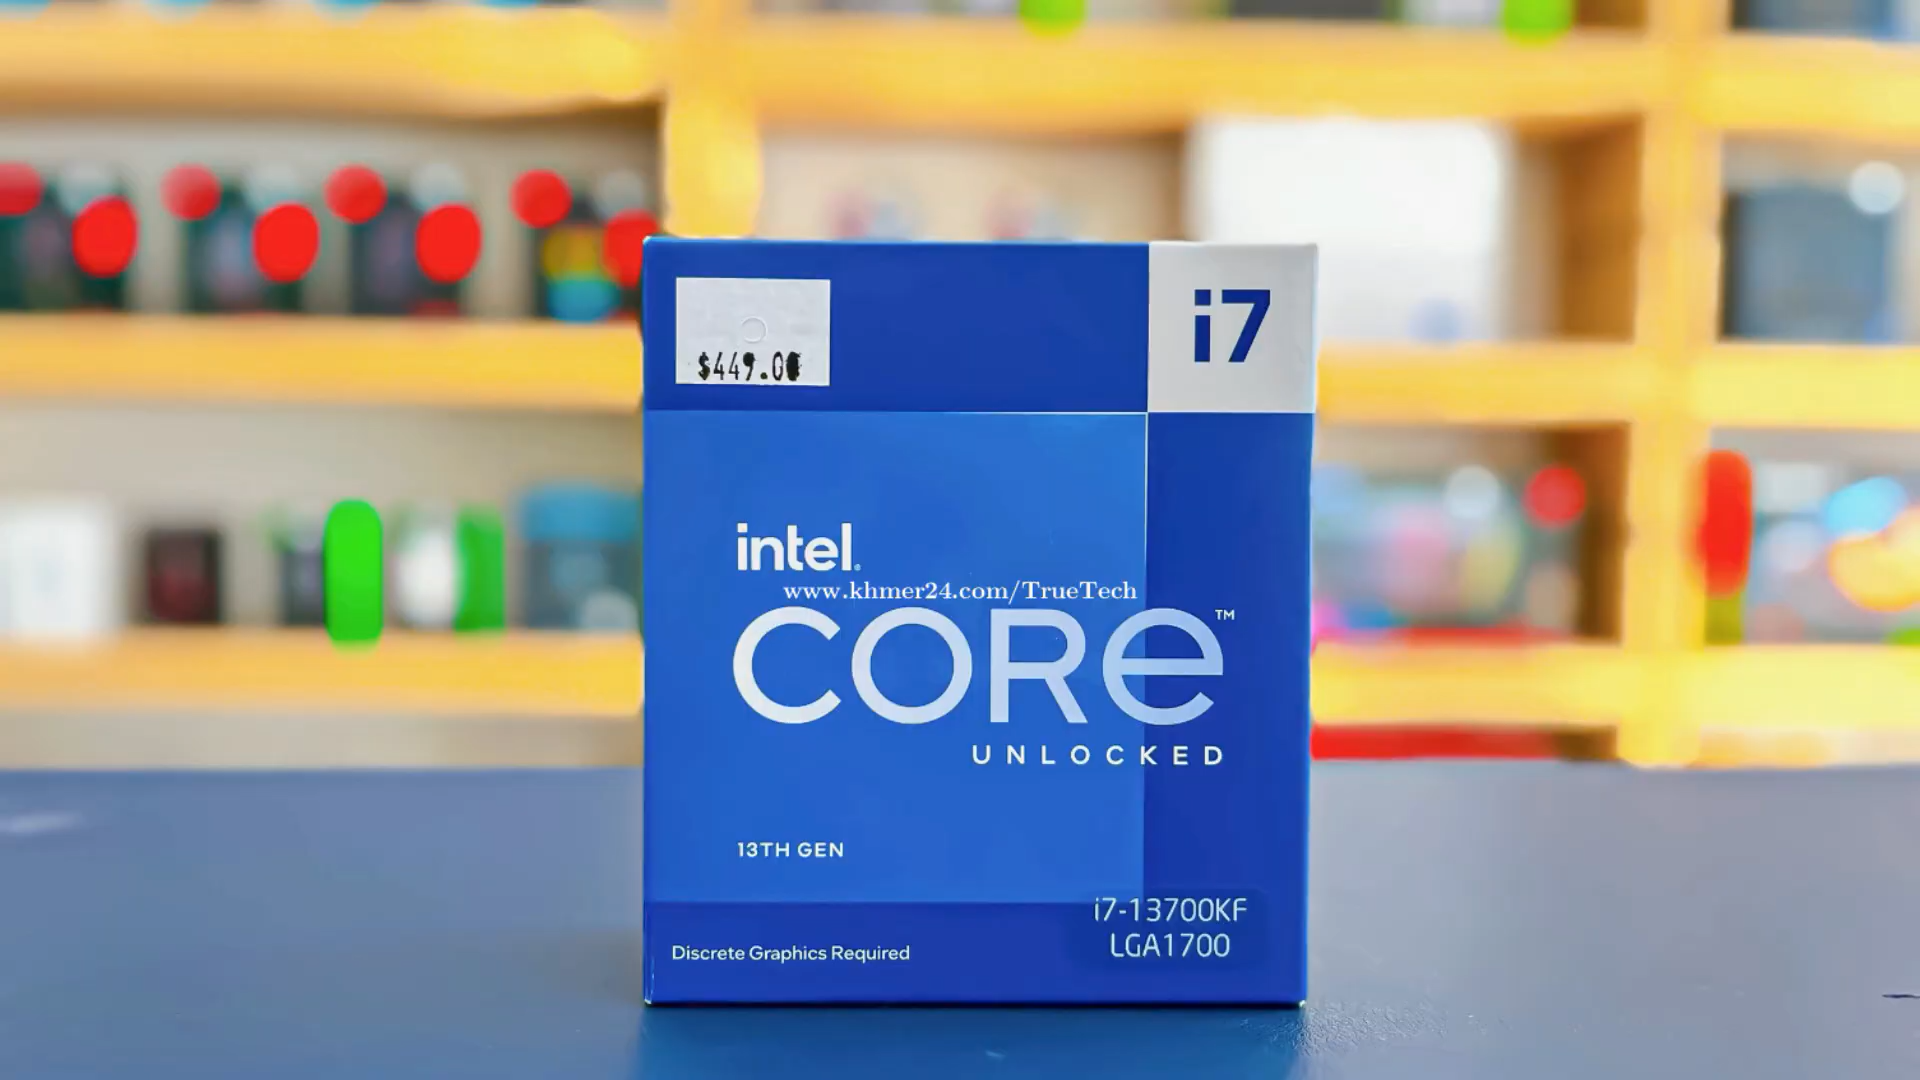 i7
$449.00
intel.
www.khmer24.com/TrueTech
CORe™
UNLOCKED
13TH GEN
i7-13700KF
LGA1700
Discrete Graphics Required